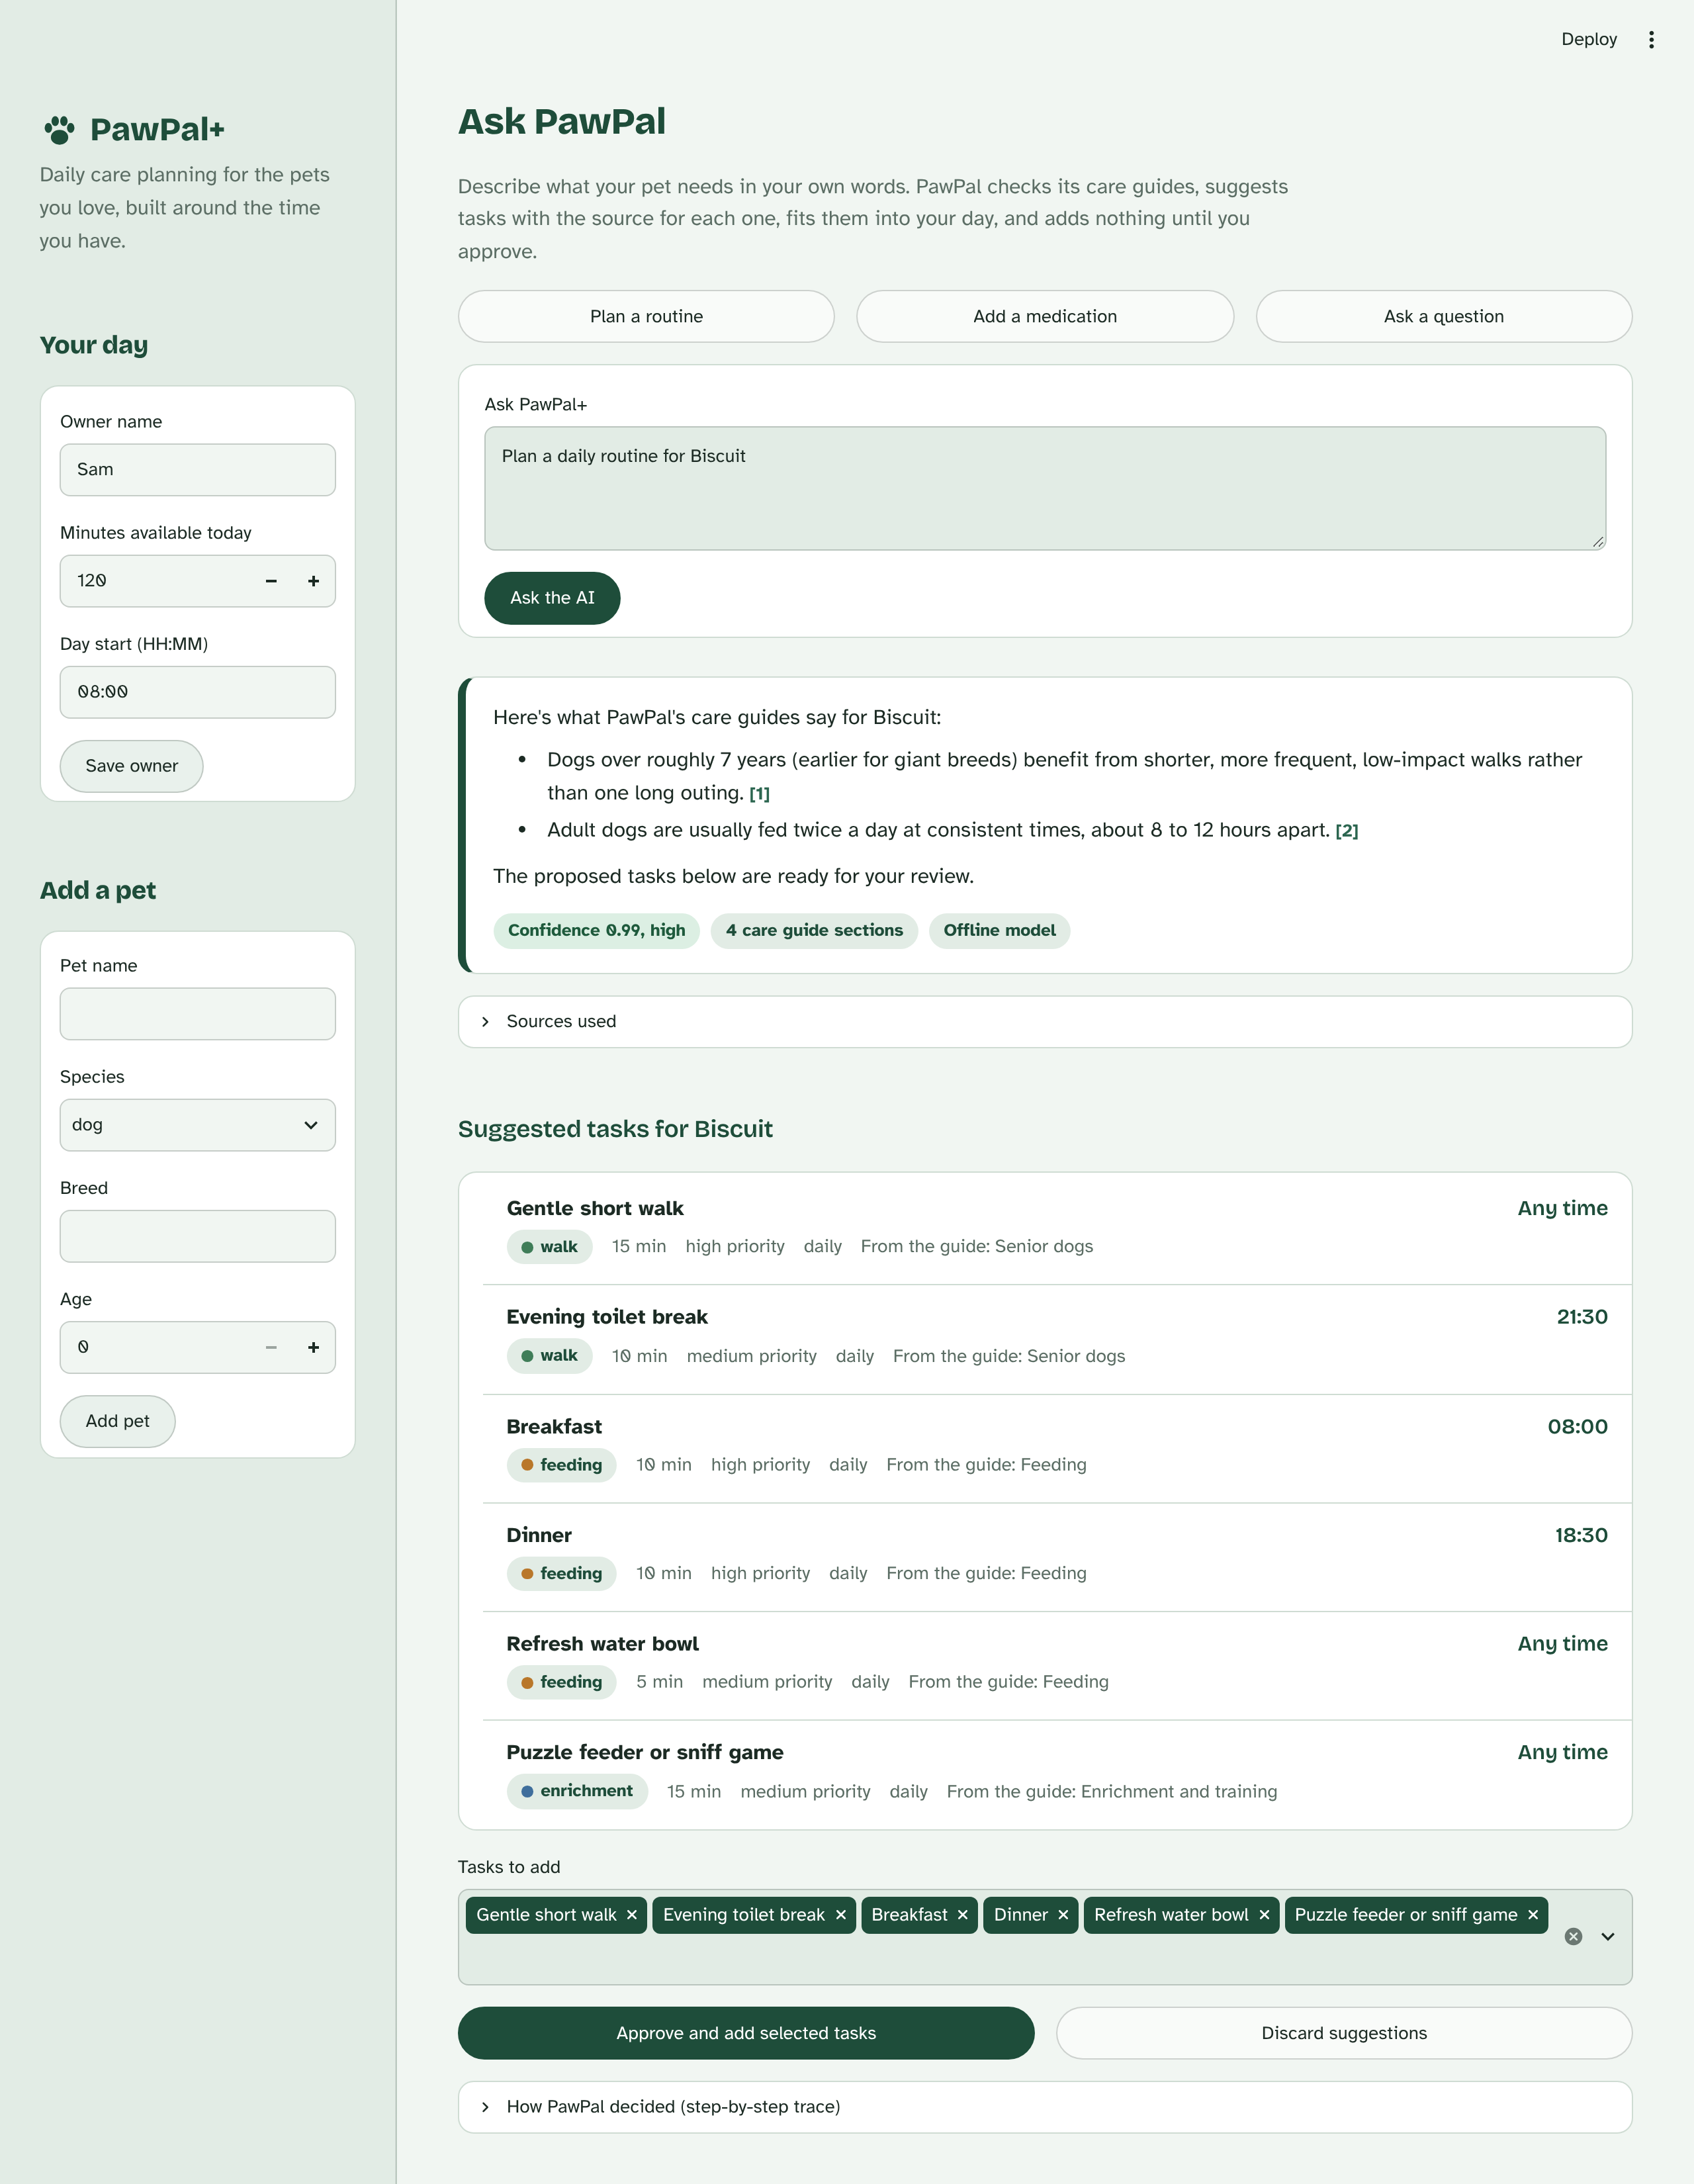 Deploy
PawPal+
Daily care planning for the pets
you love, built around the time
you have.
Your day
Owner name
Sam
Minutes available today
120
Day start (HH:MM)
08:00
Save owner
Add a pet
Pet name
Species
dog
Breed
Age
0
Add pet
Ask PawPal
Describe what your pet needs in your own words. PawPal checks its care guides, suggests
tasks with the source for each one, fits them into your day, and adds nothing until you
approve.
Plan a routine
Add a medication
Ask a question
Ask PawPal+
Plan a daily routine for Biscuit
Ask the AI
Here's what PawPal's care guides say for Biscuit:
• Dogs over roughly 7 years (earlier for giant breeds) benefit from shorter, more frequent, low-impact walks rather
than one long outing. [1]
• Adult dogs are usually fed twice a day at consistent times, about 8 to 12 hours apart. [2]
The proposed tasks below are ready for your review.
Confidence 0.99, high
4 care guide sections
Offline model
Sources used
Suggested tasks for Biscuit
Gentle short walk Any time
walk 15 min high priority daily From the guide: Senior dogs
Evening toilet break 21:30
walk 10 min medium priority daily From the guide: Senior dogs
Breakfast 08:00
feeding 10 min high priority daily From the guide: Feeding
Dinner 18:30
feeding 10 min high priority daily From the guide: Feeding
Refresh water bowl Any time
feeding 5 min medium priority daily From the guide: Feeding
Puzzle feeder or sniff game Any time
enrichment 15 min medium priority daily From the guide: Enrichment and training
Tasks to add
Gentle short walk × Evening toilet break × Breakfast × Dinner × Refresh water bowl × Puzzle feeder or sniff game ×
Approve and add selected tasks
Discard suggestions
How PawPal decided (step-by-step trace)